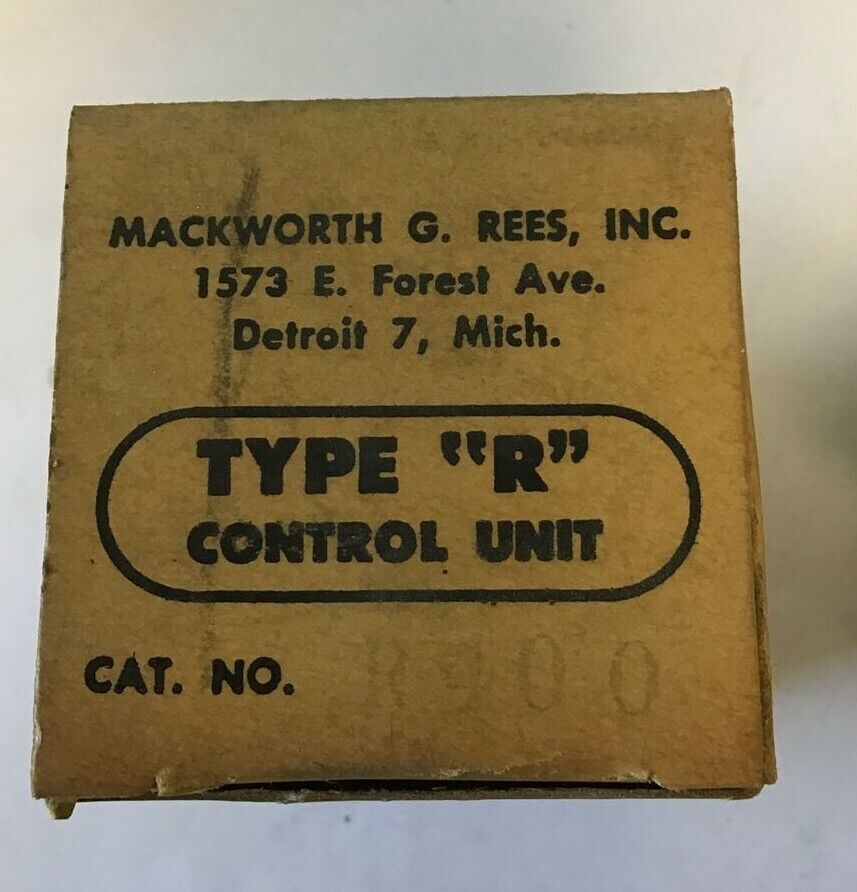 MACKWORTH G. REES, INC.
1573 E. Forest Ave.
Detroit 7, Mich.
TYPE "R"
CONTROL UNIT
CAT. NO.